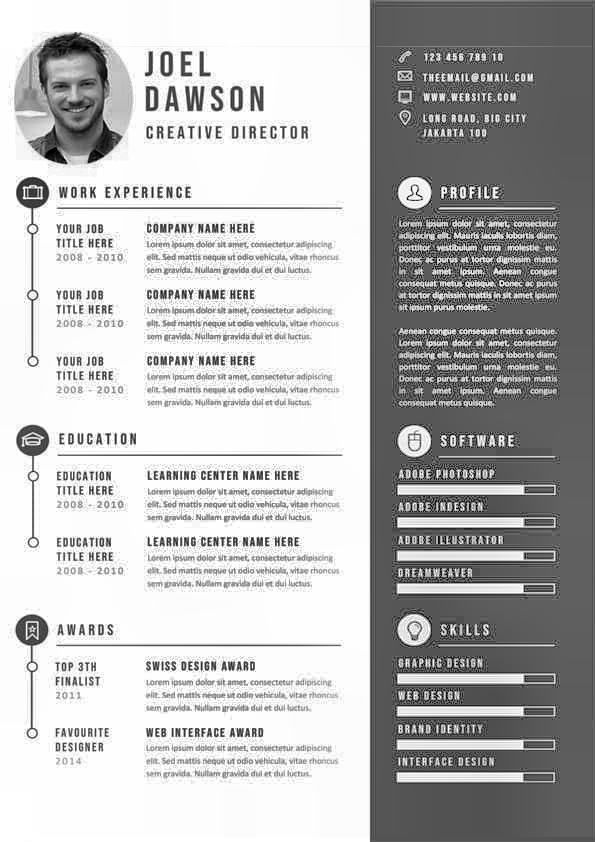 JOEL
DAWSON
CREATIVE DIRECTOR
123 456 789 10
THEEMAIL@GMAIL.COM
WWW.WEBSITE.COM
LONG ROAD, BIG CITY
JAKARTA 100
WORK EXPERIENCE
YOUR JOB
TITLE HERE
2008 - 2010
COMPANY NAME HERE
Lorem ipsum dolor sit amet, consectetur adipiscing
elit. Sed mattis neque ut odio vehicula, vitae rhoncus
sem gravida. Nullam gravida dui et dui luctus.
YOUR JOB
TITLE HERE
2008 - 2010
COMPANY NAME HERE
Lorem ipsum dolor sit amet, consectetur adipiscing
elit. Sed mattis neque ut odio vehicula, vitae rhoncus
sem gravida. Nullam gravida dui et dui luctus.
YOUR JOB
TITLE HERE
2008 - 2010
COMPANY NAME HERE
Lorem ipsum dolor sit amet, consectetur adipiscing
elit. Sed mattis neque ut odio vehicula, vitae rhoncus
sem gravida. Nullam gravida dui et dui luctus.
EDUCATION
EDUCATION
TITLE HERE
2008 - 2010
LEARNING CENTER NAME HERE
Lorem ipsum dolor sit amet, consectetur adipiscing
elit. Sed mattis neque ut odio vehicula, vitae rhoncus
sem gravida. Nullam gravida dui et dui luctus.
EDUCATION
TITLE HERE
2008 - 2010
LEARNING CENTER NAME HERE
Lorem ipsum dolor sit amet, consectetur adipiscing
elit. Sed mattis neque ut odio vehicula, vitae rhoncus
sem gravida. Nullam gravida dui et dui luctus.
AWARDS
TOP 3TH
FINALIST
2011
SWISS DESIGN AWARD
Lorem ipsum dolor sit amet, consectetur adipiscing
elit. Sed mattis neque ut odio vehicula, vitae rhoncus
sem gravida. Nullam gravida dui et dui luctus.
FAVOURITE
DESIGNER
2014
WEB INTERFACE AWARD
Lorem ipsum dolor sit amet, consectetur adipiscing
elit. Sed mattis neque ut odio vehicula, vitae rhoncus
sem gravida. Nullam gravida dui et dui luctus.
PROFILE
Lorem ipsum dolor sit amet, consectetur
adipiscing elit. Mauris iaculis lobortis diam,
porttitor vestibulum urna molestie eu.
Donec ac purus at tortor dignissim mattis
in sit amet ipsum. Aenean congue
consequat metus quisque. Donec ac purus
at tortor dignissim mattis in sit amet ipsum
sit ipsum purus molestie.
Aenean congue consequat metus quisque.
Lorem ipsum dolor sit amet, consectetur
adipiscing elit. Mauris iaculis lobortis diam,
porttitor vestibulum urna molestie eu.
Donec ac purus at tortor dignissim mattis
in sit amet ipsum. Aenean congue
consequat metus quisque.
SOFTWARE
ADOBE PHOTOSHOP
ADOBE INDESIGN
ADOBE ILLUSTRATOR
DREAMWEAVER
SKILLS
GRAPHIC DESIGN
WEB DESIGN
BRAND IDENTITY
INTERFACE DESIGN